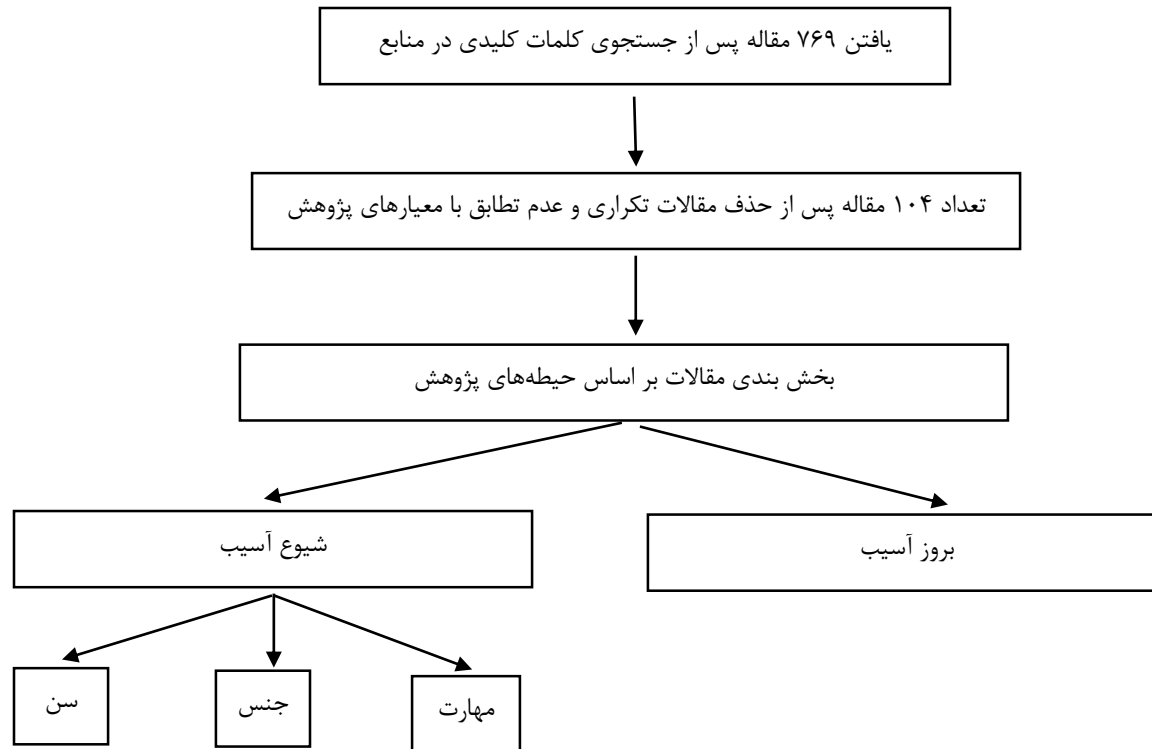 یافتن ۷۶۹ مقاله پس از جستجوی کلمات کلیدی در منابع
تعداد ۱۰۴ مقاله پس از حذف مقالات تکراری و عدم تطابق با معیارهای پژوهش
بخش بندی مقالات بر اساس حیطه‌های پژوهش
بروز آسیب
شیوع آسیب
مهارت
جنس
سن